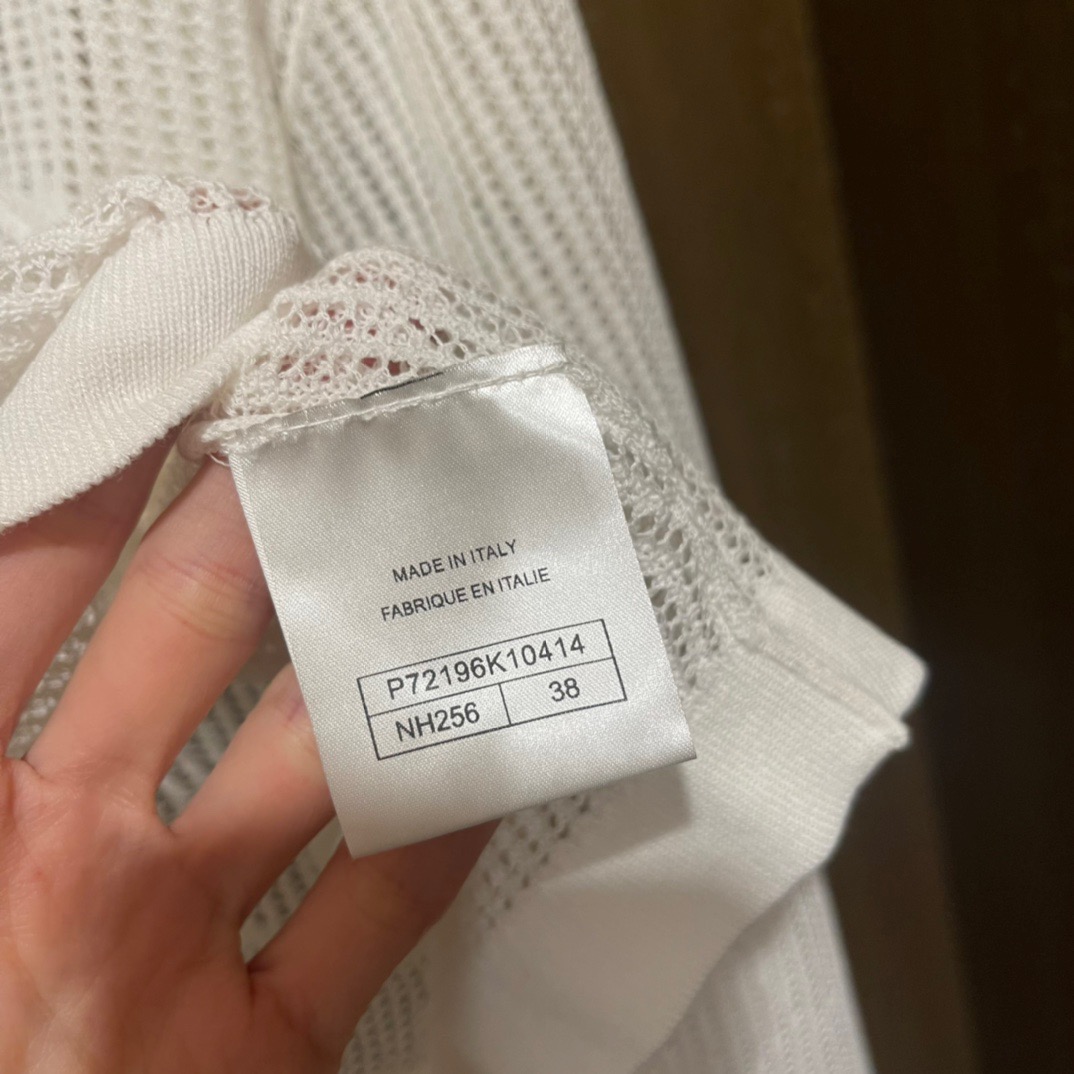 MADE IN ITALY
FABRIQUE EN ITALIE
P72196K10414
NH256 38